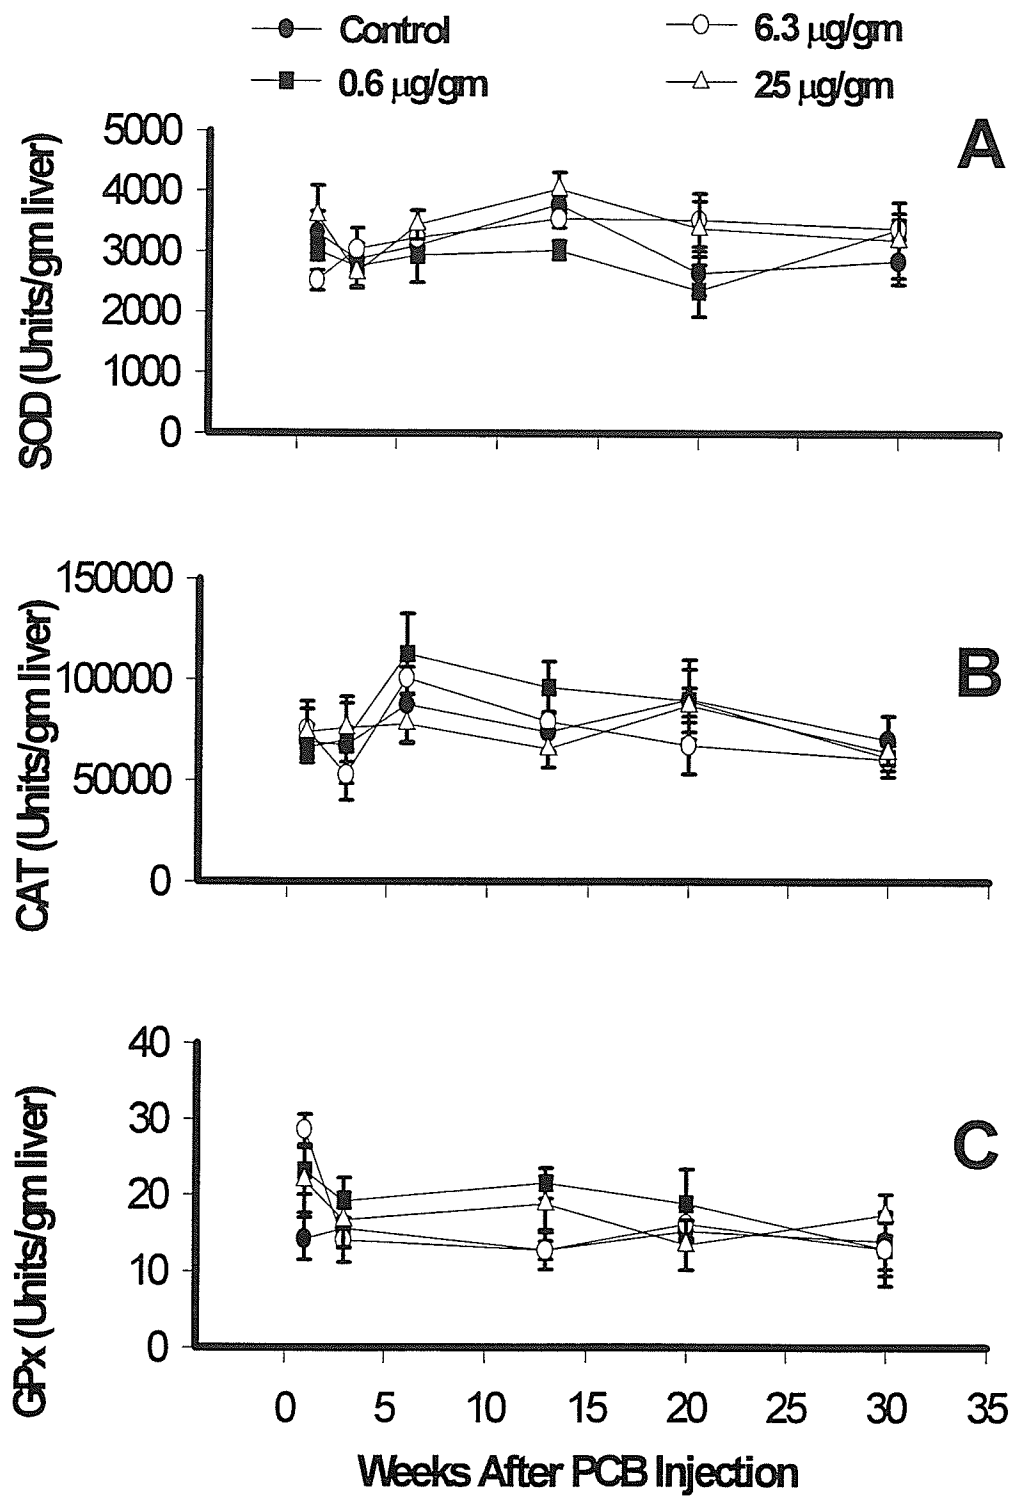 Control
6.3 µg/gm
0.6 µg/gm
25 µg/gm
A
SOD (Units/gm liver)
5000
4000
3000
2000
1000
0
B
CAT (Units/gm liver)
150000
100000
50000
0
C
GPx (Units/gm liver)
40
30
20
10
0
0 5 10 15 20 25 30 35
Weeks After PCB Injection